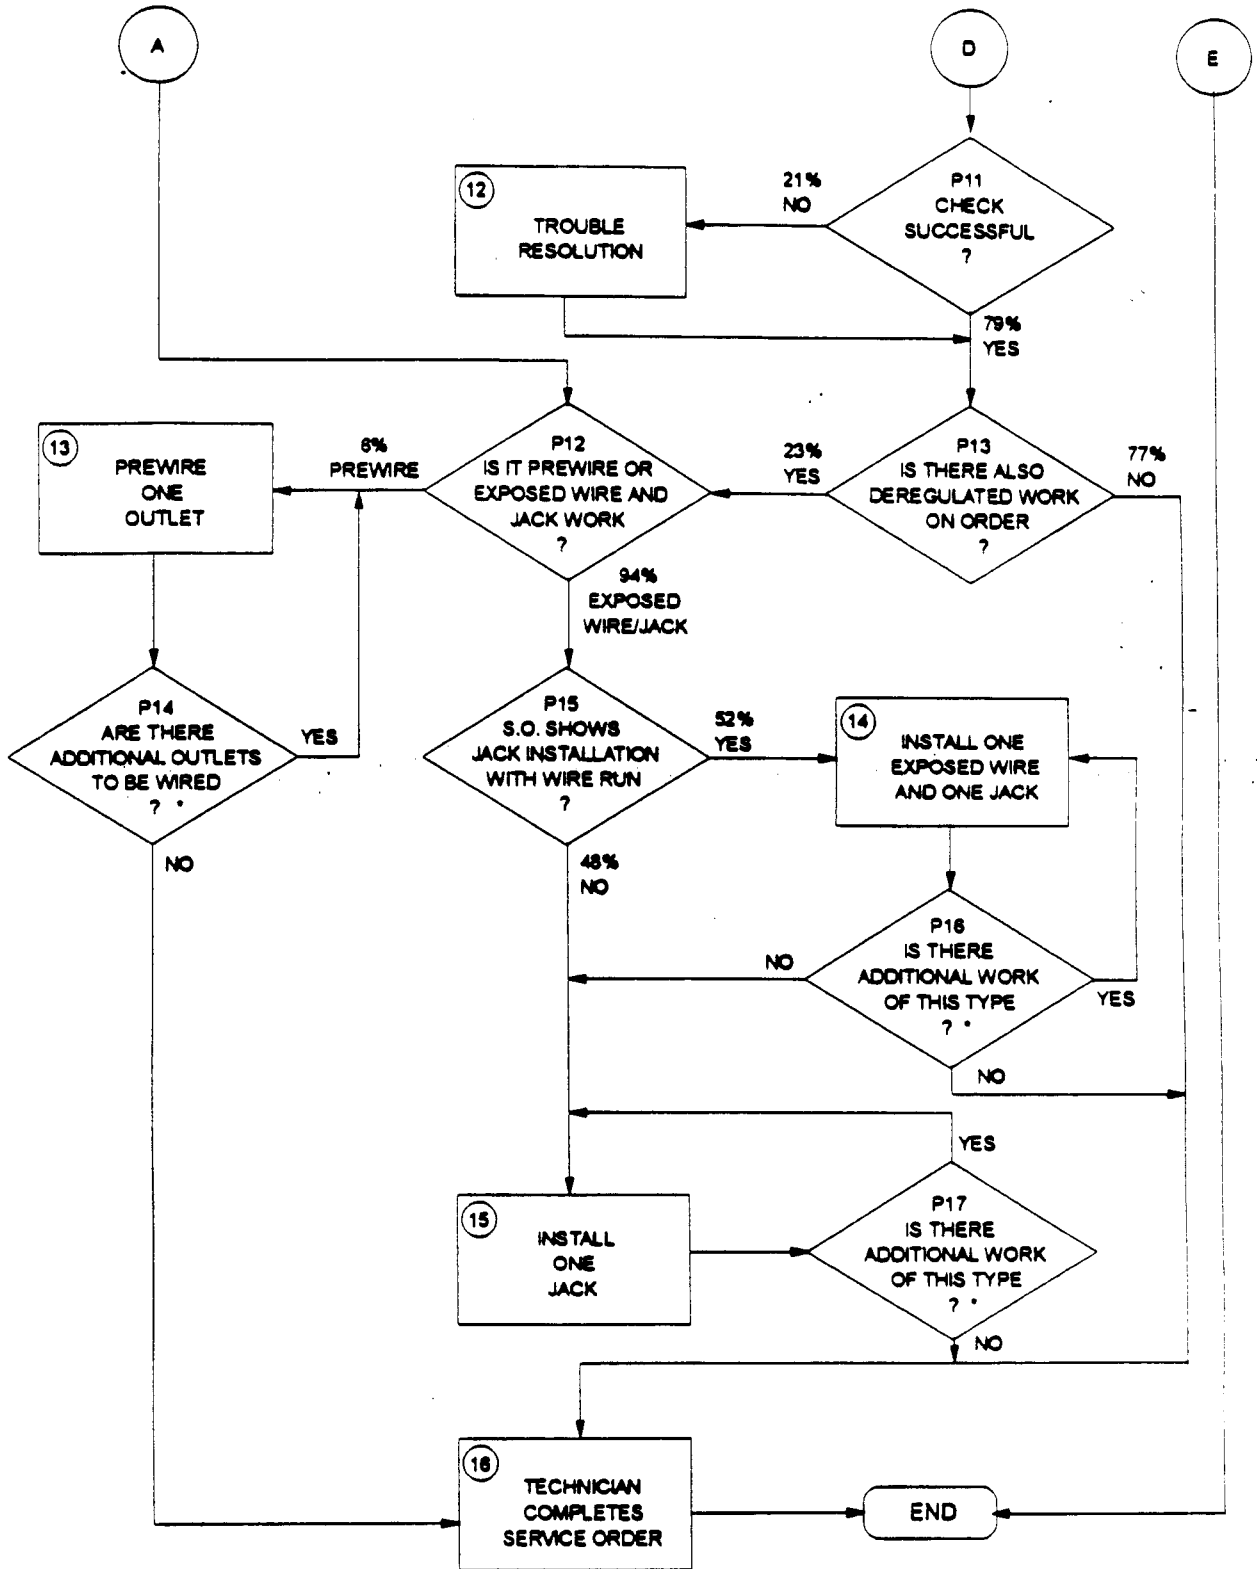 A
D
E
P11
CHECK
SUCCESSFUL
?
21%
NO
12
TROUBLE
RESOLUTION
79%
YES
13
PREWIRE
ONE
OUTLET
6%
PREWIRE
P12
IS IT PREWIRE OR
EXPOSED WIRE AND
JACK WORK
?
23%
YES
P13
IS THERE ALSO
DEREGULATED WORK
ON ORDER
?
77%
NO
94%
EXPOSED
WIRE/JACK
P14
ARE THERE
ADDITIONAL OUTLETS
TO BE WIRED
? *
YES
NO
P15
S.O. SHOWS
JACK INSTALLATION
WITH WIRE RUN
?
52%
YES
14
INSTALL ONE
EXPOSED WIRE
AND ONE JACK
48%
NO
P16
IS THERE
ADDITIONAL WORK
OF THIS TYPE
? *
NO
YES
NO
YES
15
INSTALL
ONE
JACK
P17
IS THERE
ADDITIONAL WORK
OF THIS TYPE
? *
NO
16
TECHNICIAN
COMPLETES
SERVICE ORDER
END